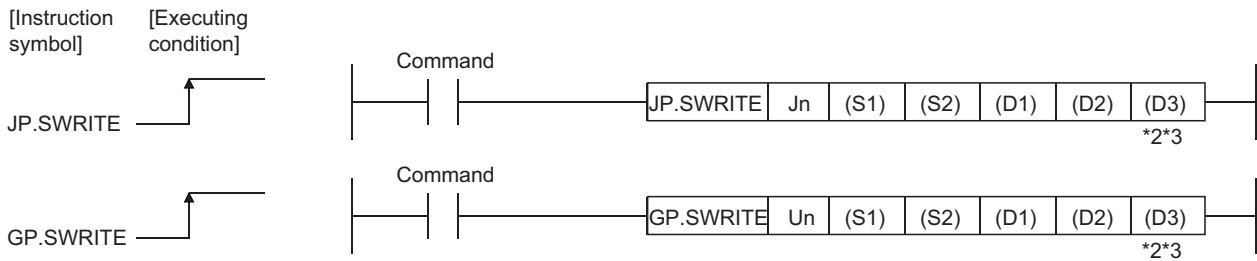 [Instruction symbol]
[Executing condition]
Command
JP.SWRITE
JP.SWRITE Jn (S1) (S2) (D1) (D2) (D3)
*2*3
Command
GP.SWRITE
GP.SWRITE Un (S1) (S2) (D1) (D2) (D3)
*2*3